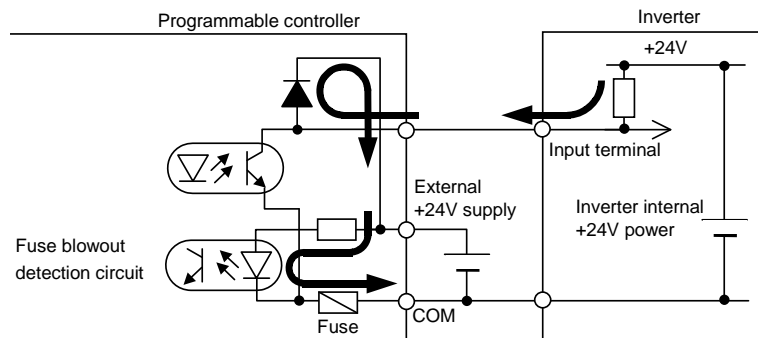 Programmable controller
Inverter
+24V
Input terminal
External
+24V supply
Inverter internal
+24V power
Fuse blowout
detection circuit
COM
Fuse